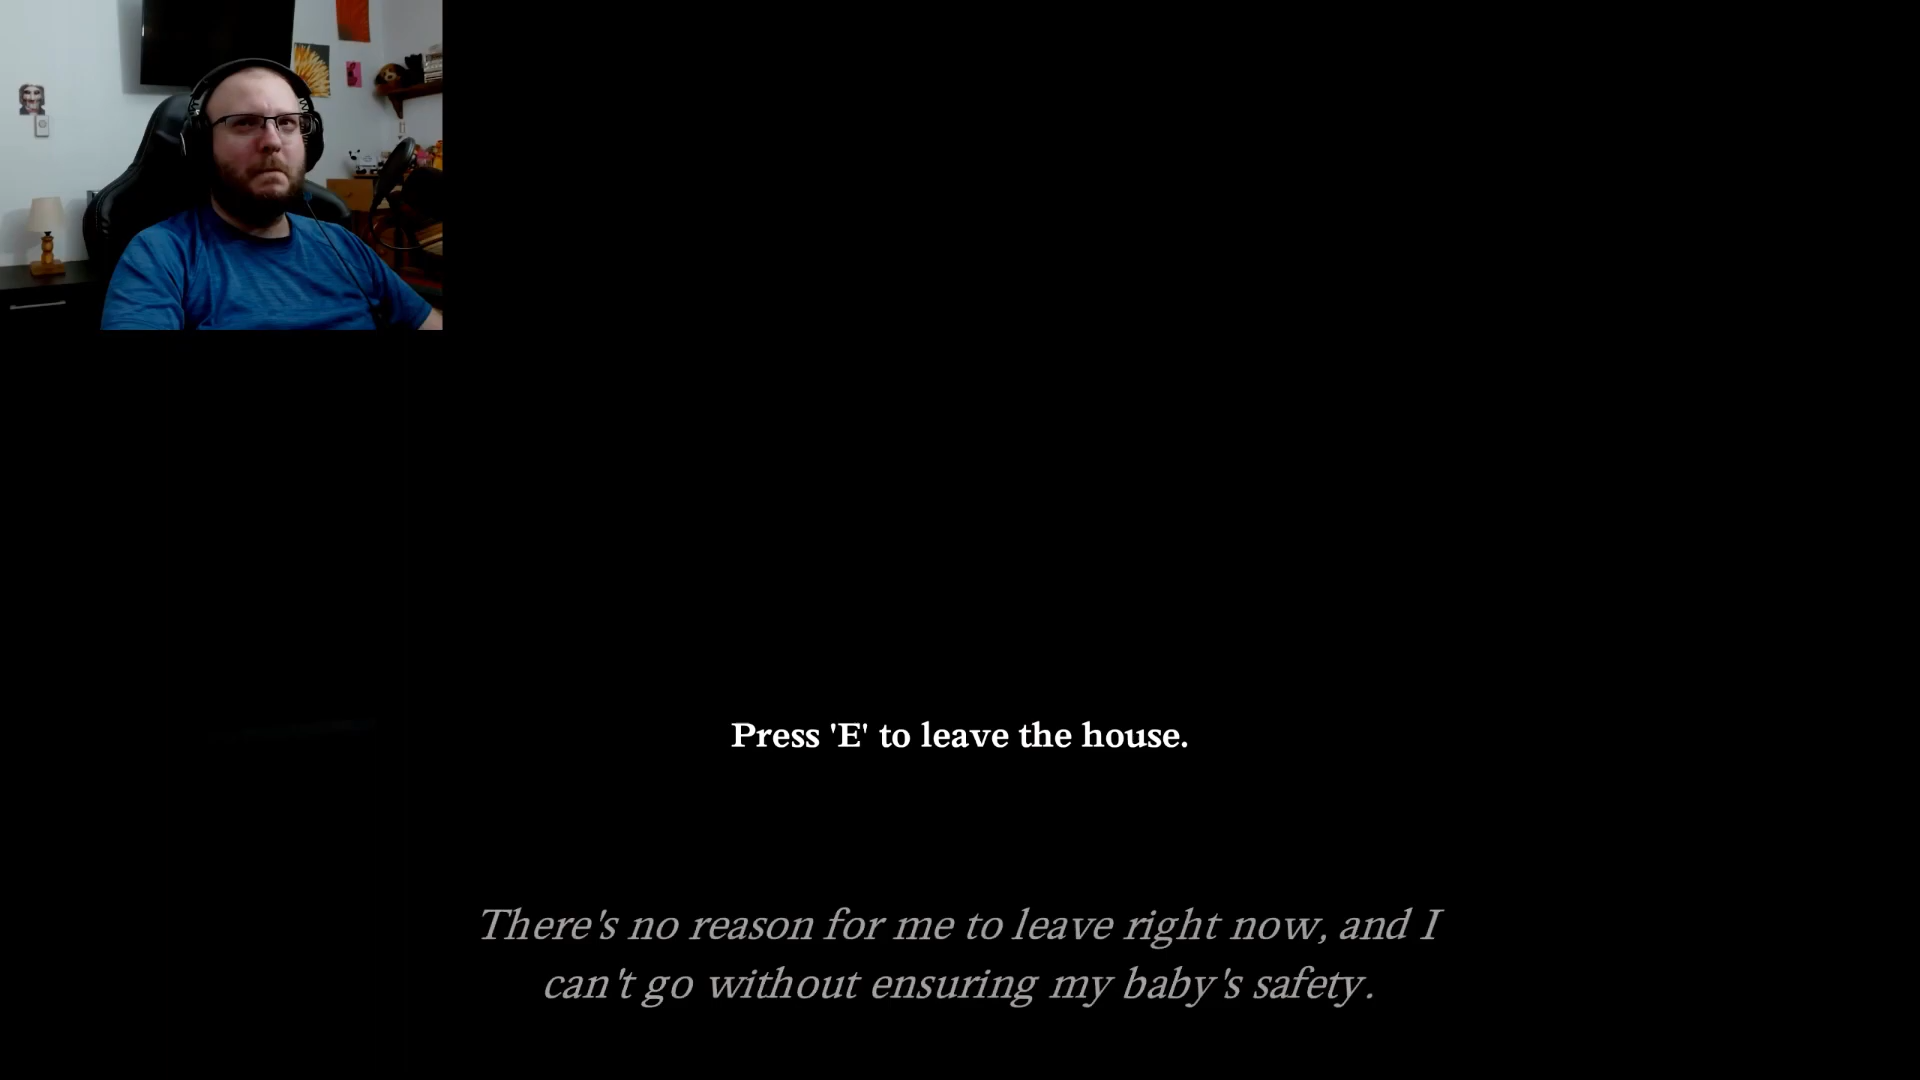 Press 'E' to leave the house.
There's no reason for me to leave right now, and I
can't go without ensuring my baby's safety.